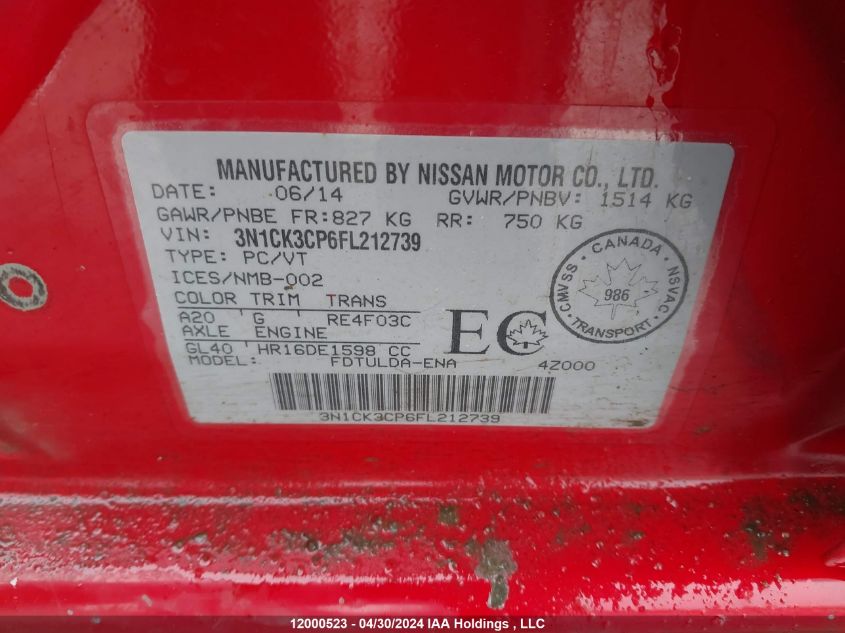 MANUFACTURED BY NISSAN MOTOR CO., LTD.
DATE: 06/14 GVWR/PNBV: 1514 KG
GAWR/PNBE FR:827 KG RR: 750 KG
VIN: 3N1CK3CP6FL212739
TYPE: PC/VT
ICES/NMB-002
COLOR TRIM TRANS
A20 G RE4F03C
AXLE ENGINE
GL40 HR16DE1598 CC
MODEL: FDTULDA-ENA 4Z000
EC
CMVSS CANADA NSVAC
986
TRANSPORT
3N1CK3CP6FL212739
12000523 - 04/30/2024 IAA Holdings , LLC